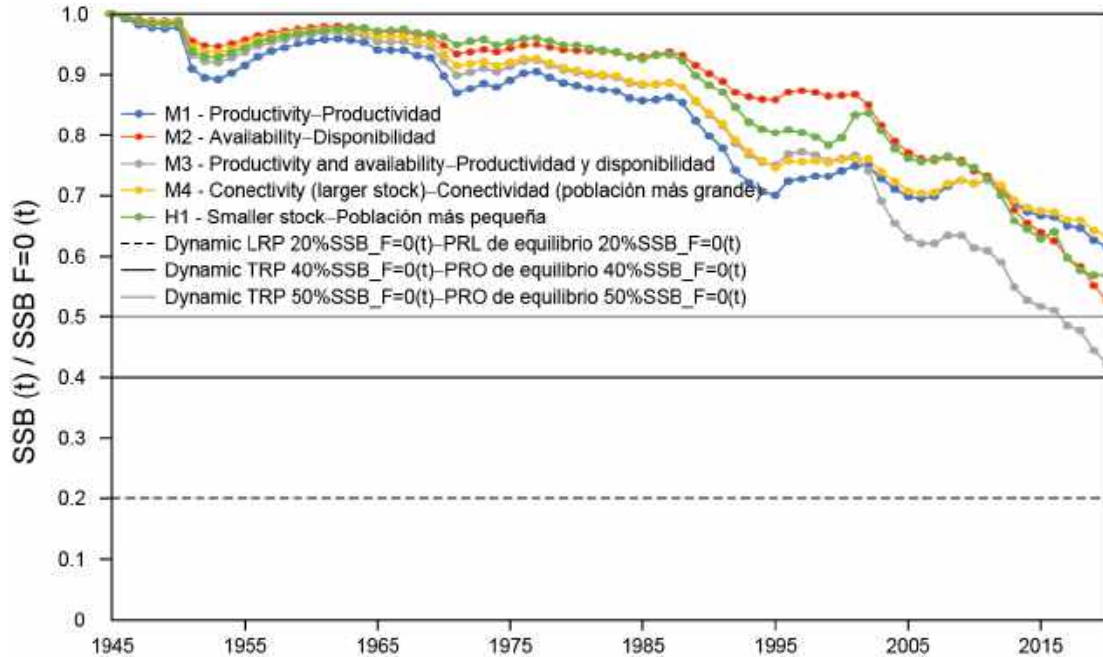 SSB (t) / SSB F=0 (t)
1.0
0.9
0.8
0.7
0.6
0.5
0.4
0.3
0.2
0.1
0
M1 - Productivity–Productividad
M2 - Availability–Disponibilidad
M3 - Productivity and availability–Productividad y disponibilidad
M4 - Conectivity (larger stock)–Conectividad (población más grande)
H1 - Smaller stock–Población más pequeña
Dynamic LRP 20%SSB_F=0(t)–PRL de equilibrio 20%SSB_F=0(t)
Dynamic TRP 40%SSB_F=0(t)–PRO de equilibrio 40%SSB_F=0(t)
Dynamic TRP 50%SSB_F=0(t)–PRO de equilibrio 50%SSB_F=0(t)
1945 1955 1965 1975 1985 1995 2005 2015